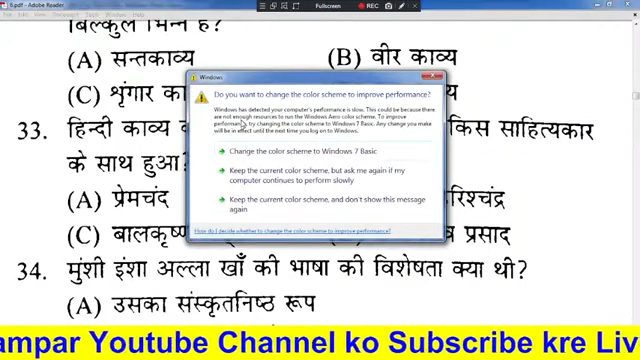 9.pdf - Adobe Reader
Fullscreen
REC
बिल्कुल भिन्न है?
(A) सन्तकाव्य
(B) वीर काव्य
(C) शृंगार का
Windows
Do you want to change the color scheme to improve performance?
Windows has detected your computer's performance is slow. This could be because there are not enough resources to run the Windows Aero color scheme. To improve performance, try changing the color scheme to Windows 7 Basic. Any change you make will be in effect until the next time you log on to Windows.
Change the color scheme to Windows 7 Basic
Keep the current color scheme, but ask me again if my computer continues to perform slowly
Keep the current color scheme, and don't show this message again
How do I decide whether to change the color scheme to improve performance?
33. हिन्दी काव्य
किस साहित्यकार
के साथ हुआ?
(A) प्रेमचंद
हरिश्चंद्र
(C) बालकृष्ण
प्रसाद
34. मुंशी इंशा अल्ला खाँ की भाषा की विशेषता क्या थी?
(A) उसका संस्कृतनिष्ठ रूप
ampar Youtube Channel ko Subscribe kre Liv